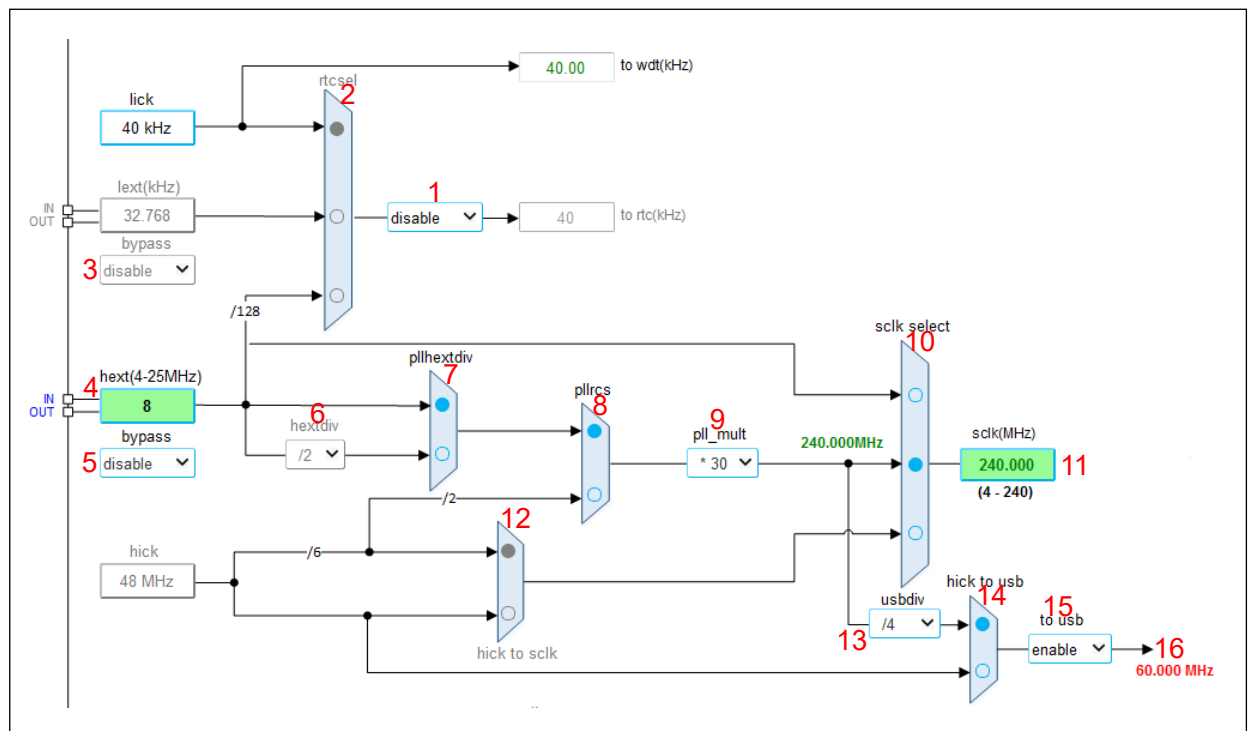 40.00 to wdt(kHz)
rtcsel
2
lick
40 kHz
lext(kHz)
IN
OUT
32.768
1
disable
40 to rtc(kHz)
bypass
3 disable
/128
sclk select
10
hext(4-25MHz)
4
IN
OUT
8
pllhextdiv
7
pllrcs
8
6
hextdiv
/2
9
pll_mult
* 30
240.000MHz
sclk(MHz)
240.000 11
(4 - 240)
bypass
5 disable
/2
12
hick
48 MHz
/6
hick to sclk
usbdiv
13 /4
hick to usb
14
15
to usb
enable
16
60.000 MHz